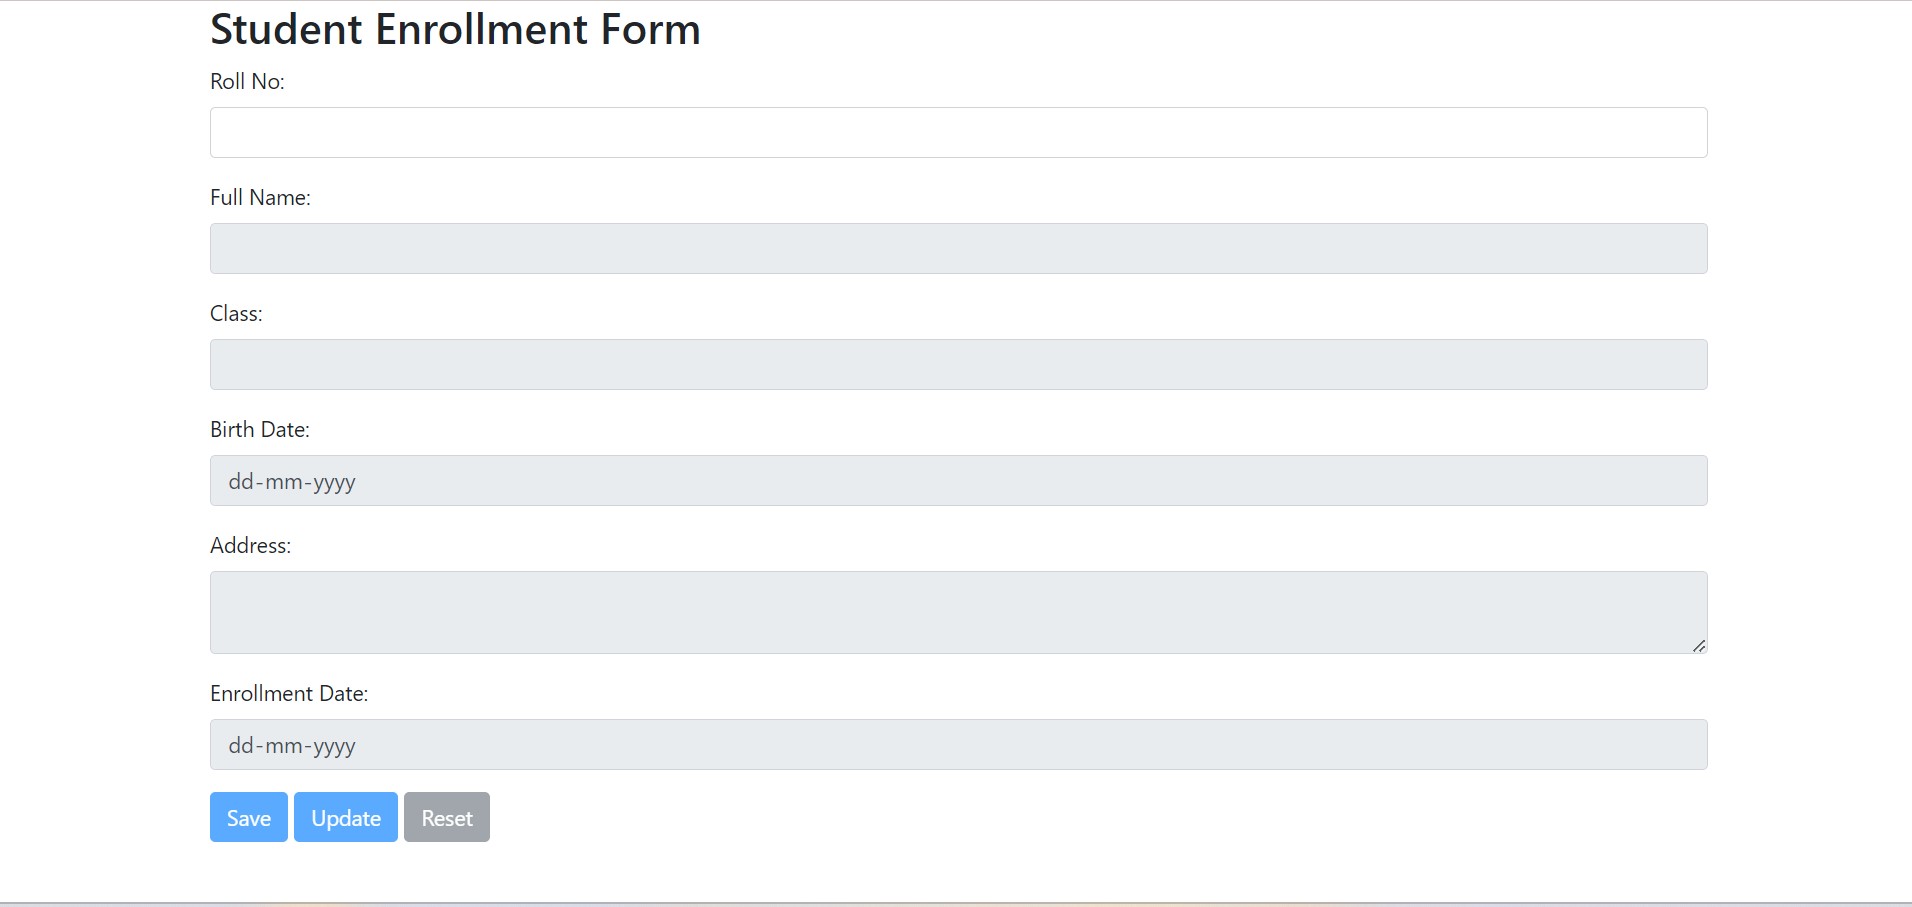 Student Enrollment Form
Roll No:
Full Name:
Class:
Birth Date:
dd-mm-yyyy
Address:
Enrollment Date:
dd-mm-yyyy
Save Update Reset